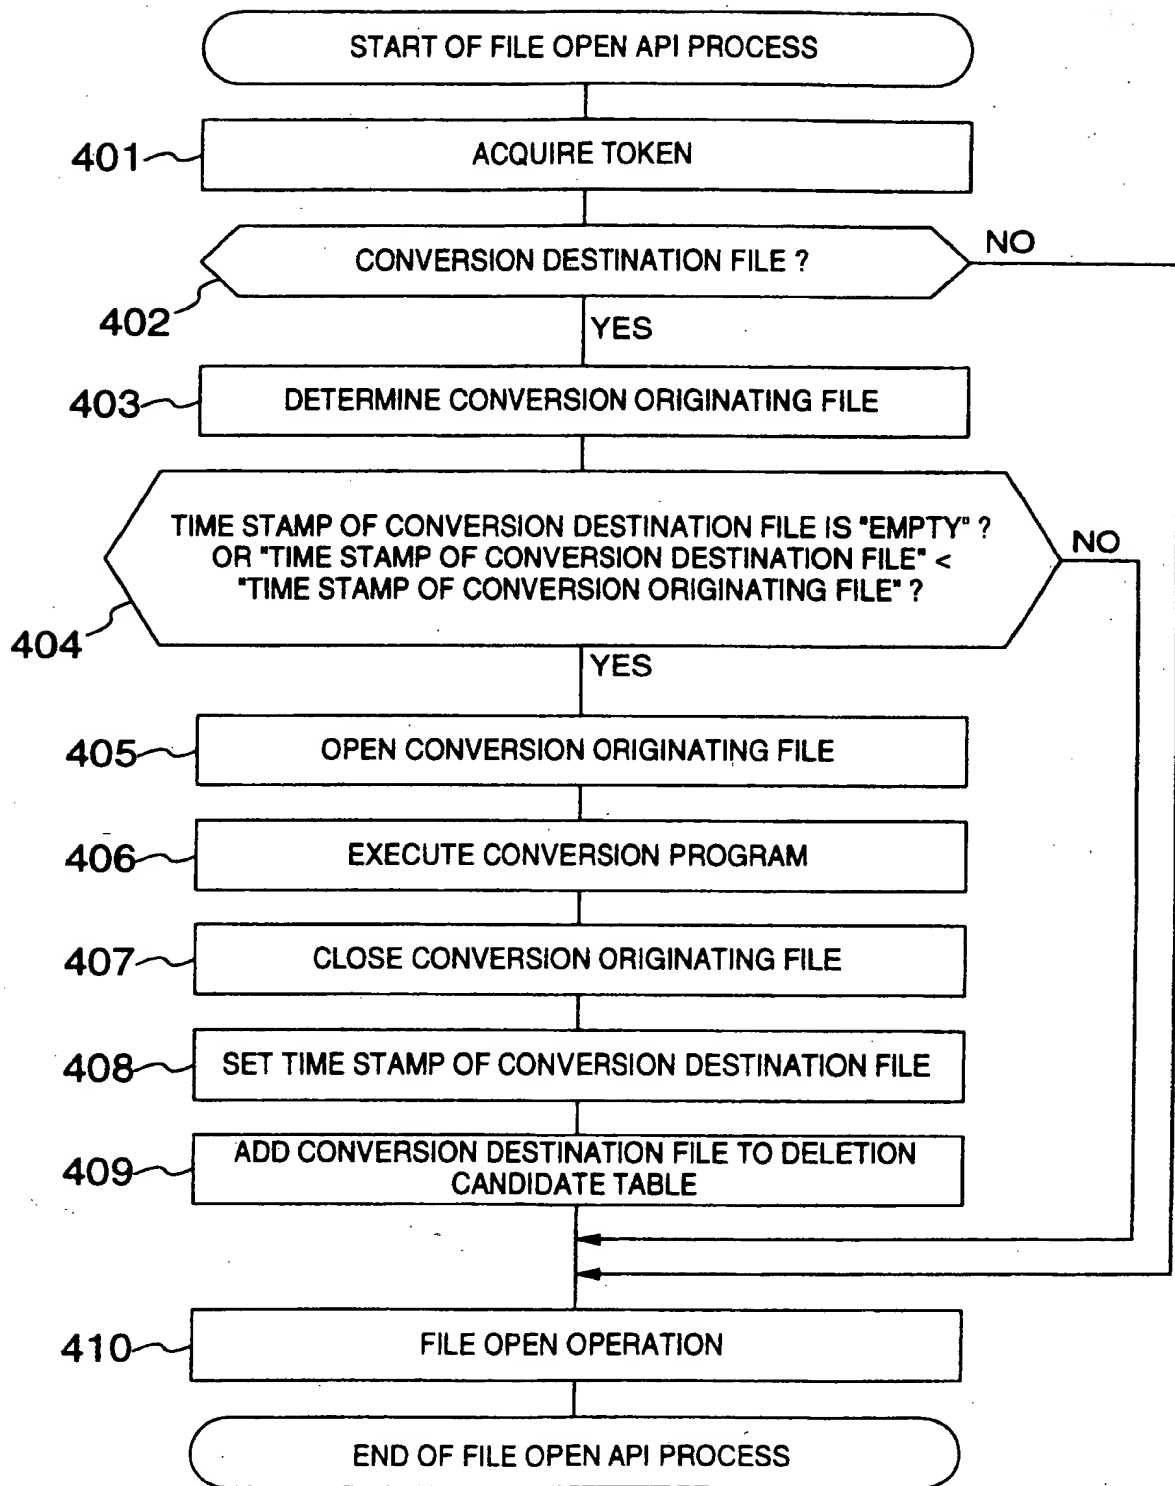 START OF FILE OPEN API PROCESS
401
ACQUIRE TOKEN
CONVERSION DESTINATION FILE ?
NO
402
YES
403
DETERMINE CONVERSION ORIGINATING FILE
TIME STAMP OF CONVERSION DESTINATION FILE IS "EMPTY" ?
OR "TIME STAMP OF CONVERSION DESTINATION FILE" <
"TIME STAMP OF CONVERSION ORIGINATING FILE" ?
NO
404
YES
405
OPEN CONVERSION ORIGINATING FILE
406
EXECUTE CONVERSION PROGRAM
407
CLOSE CONVERSION ORIGINATING FILE
408
SET TIME STAMP OF CONVERSION DESTINATION FILE
409
ADD CONVERSION DESTINATION FILE TO DELETION
CANDIDATE TABLE
410
FILE OPEN OPERATION
END OF FILE OPEN API PROCESS